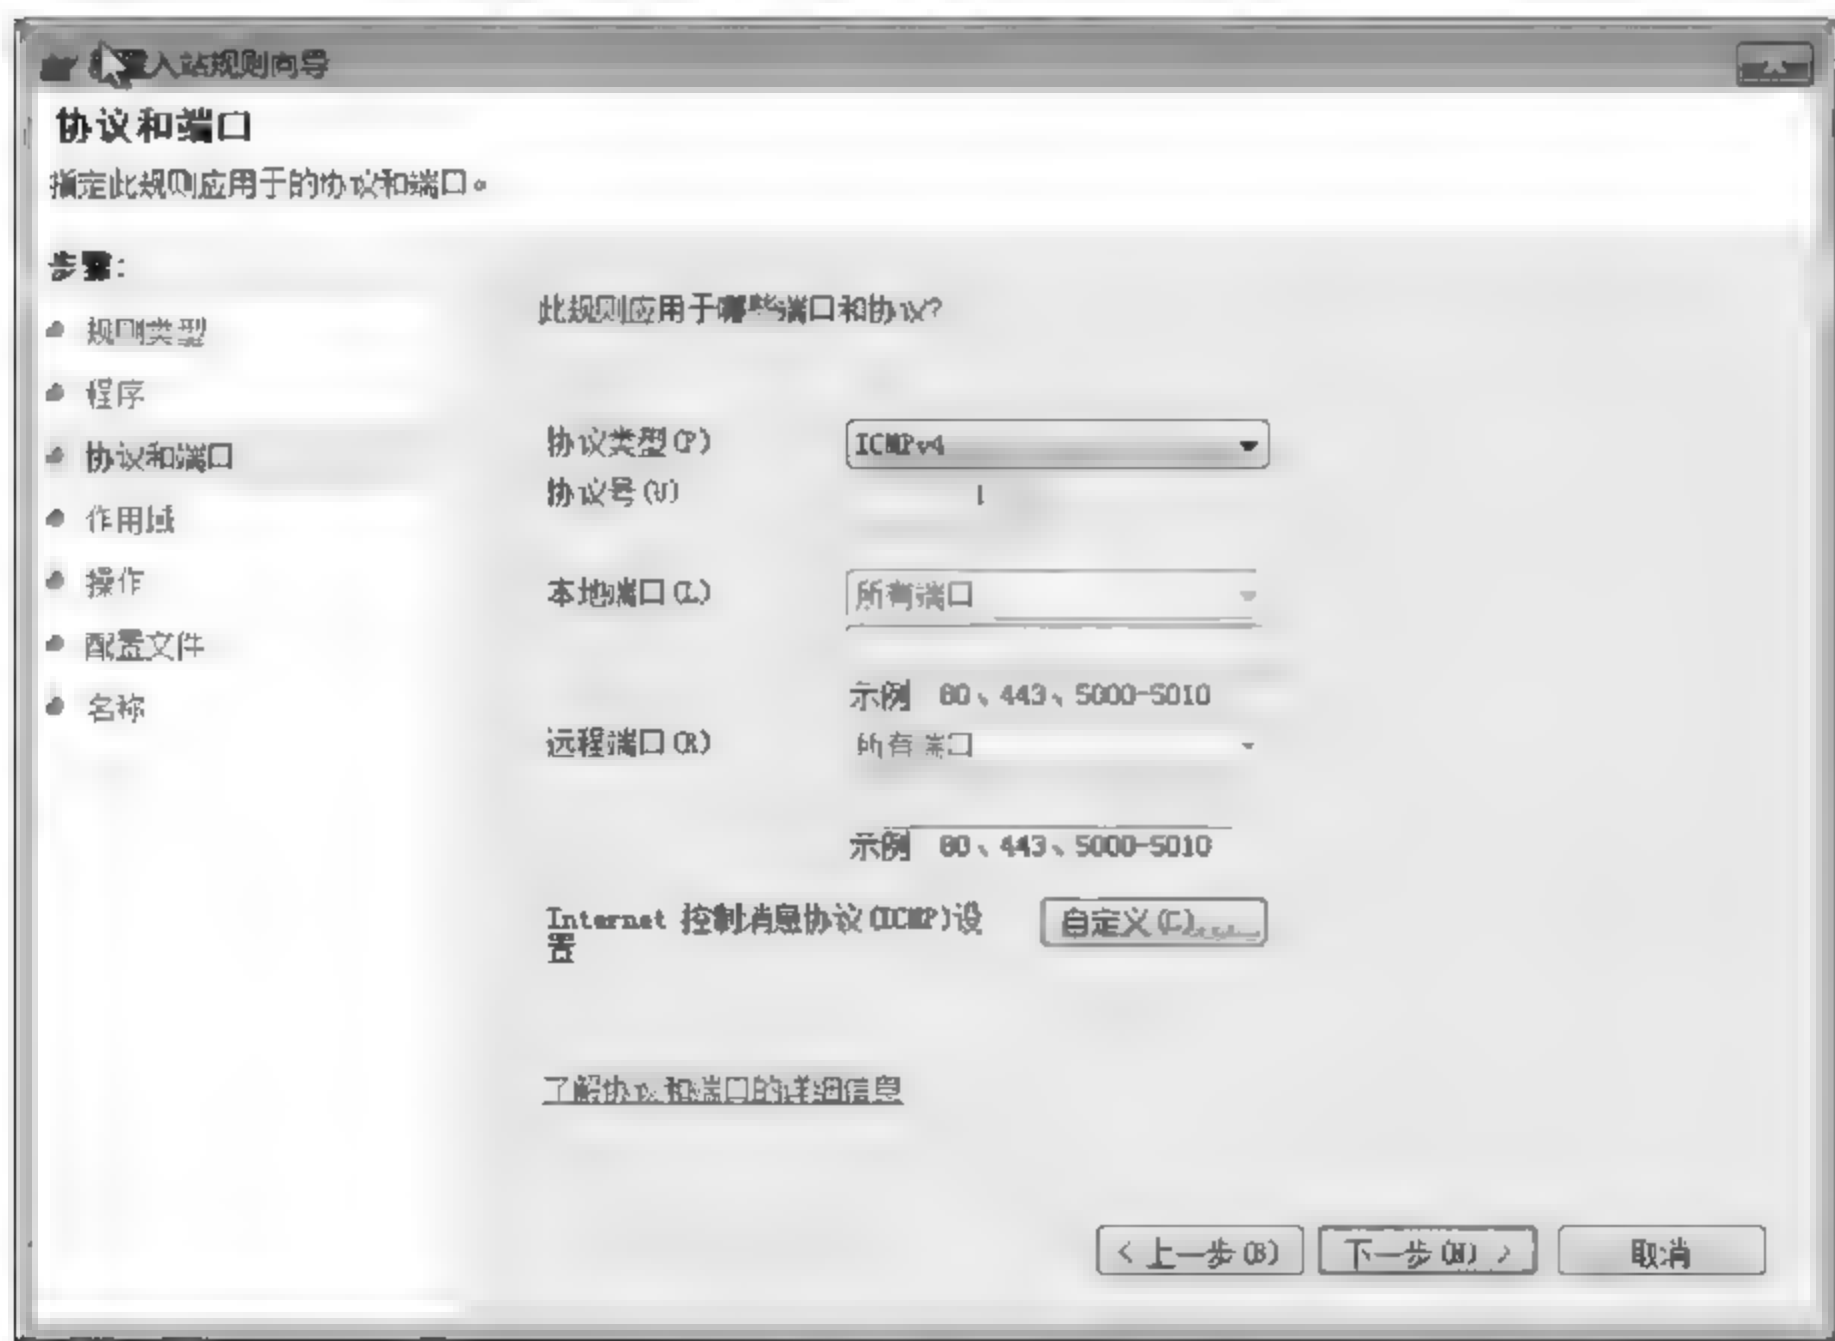 入站规则向导
协议和端口
指定此规则应用于的协议和端口。
步骤:
规则类型
程序
协议和端口
作用域
操作
配置文件
名称
此规则应用于哪些端口和协议?
协议类型(P)
ICMPv4
协议号(U)
1
本地端口(L)
所有端口
示例 80、443、5000-5010
远程端口(R)
所有端口
示例 80、443、5000-5010
Internet 控制消息协议(ICMP)设
置
自定义(C)...
了解协议和端口的详细信息
< 上一步(B)
下一步(N) >
取消